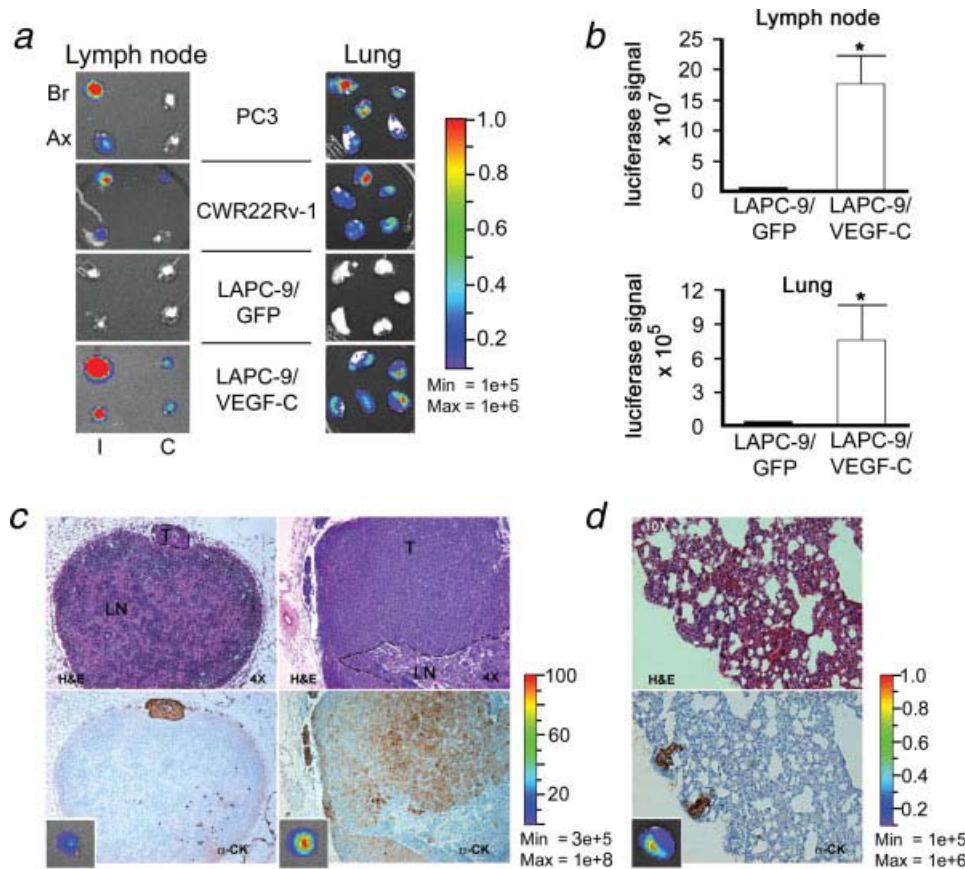 a
Lymph node
Lung
Br
Ax
PC3
CWR22Rv-1
LAPC-9/
GFP
LAPC-9/
VEGF-C
I
C
1.0
0.8
0.6
0.4
0.2
Min = 1e+5
Max = 1e+6
b
Lymph node
luciferase signal
x 10⁷
25
20
15
10
5
0
*
LAPC-9/
GFP
LAPC-9/
VEGF-C
Lung
luciferase signal
x 10⁵
12
9
6
3
0
*
LAPC-9/
GFP
LAPC-9/
VEGF-C
c
T
LN
H&E
4X
T
LN
H&E
4X
α-CK
α-CK
100
60
20
Min = 3e+5
Max = 1e+8
d
10X
H&E
α-CK
1.0
0.8
0.6
0.4
0.2
Min = 1e+5
Max = 1e+6